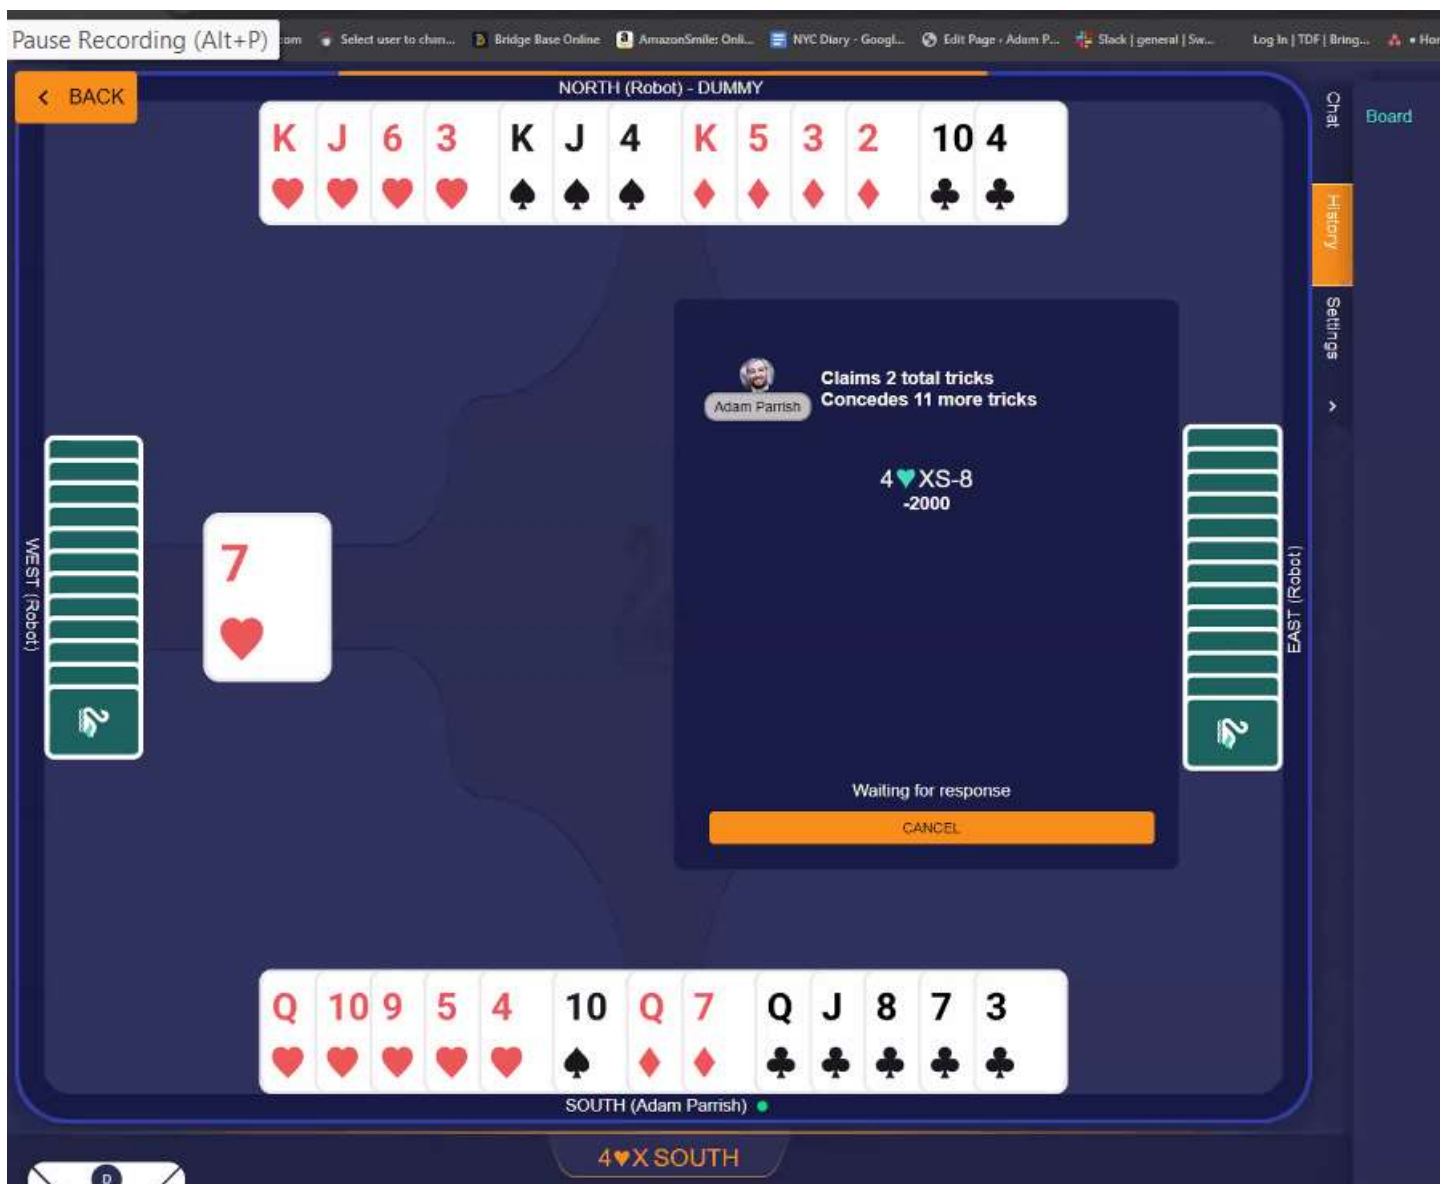 Pause Recording (Alt+P)
om
Select user to chan...
Bridge Base Online
AmazonSmile: Onli...
NYC Diary - Googl...
Edit Page ‹ Adam P...
Slack | general | Sw...
Log In | TDF | Bring...
• Hor
BACK
NORTH (Robot) - DUMMY
K J 6 3 K J 4 K 5 3 2 10 4
Chat
Board
History
Settings
Adam Parrish
Claims 2 total tricks
Concedes 11 more tricks
4♥XS-8
-2000
WEST (Robot)
7
EAST (Robot)
Waiting for response
CANCEL
Q 10 9 5 4 10 Q 7 Q J 8 7 3
SOUTH (Adam Parrish)
4♥X SOUTH
D